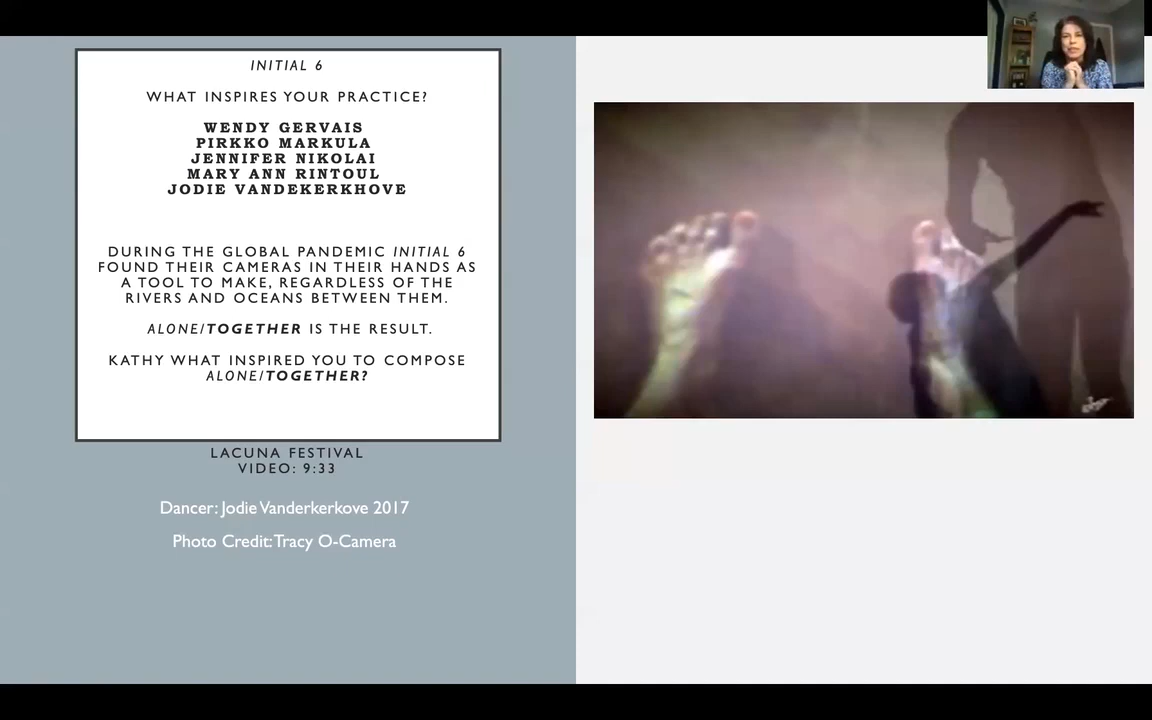 INITIAL 6
WHAT INSPIRES YOUR PRACTICE?
WENDY GERVAIS
PIRKKO MARKULA
JENNIFER NIKOLAI
MARY ANN RINTOUL
JODIE VANDEKERKHOVE
DURING THE GLOBAL PANDEMIC INITIAL 6
FOUND THEIR CAMERAS IN THEIR HANDS AS
A TOOL TO MAKE, REGARDLESS OF THE
RIVERS AND OCEANS BETWEEN THEM.
ALONE/TOGETHER IS THE RESULT.
KATHY WHAT INSPIRED YOU TO COMPOSE
ALONE/TOGETHER?
LACUNA FESTIVAL
VIDEO: 9:33
Dancer: Jodie Vanderkerkove 2017
Photo Credit: Tracy O-Camera